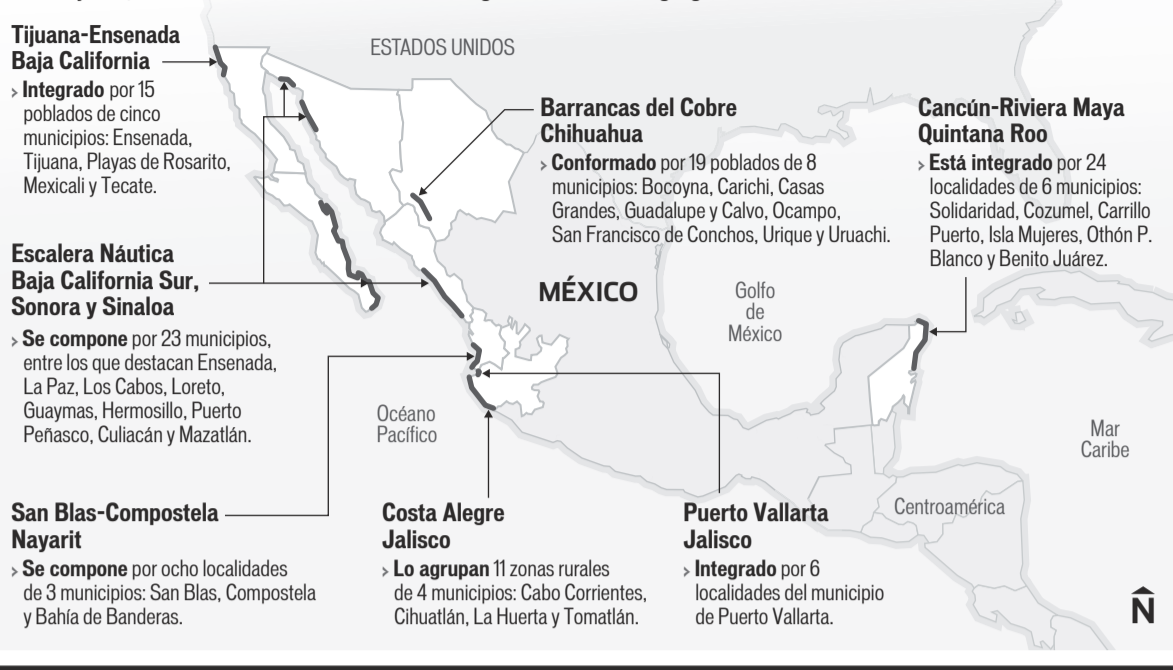 Tijuana-Ensenada
Baja California
› Integrado por 15
poblados de cinco
municipios: Ensenada,
Tijuana, Playas de Rosarito,
Mexicali y Tecate.
Escalera Náutica
Baja California Sur,
Sonora y Sinaloa
› Se compone por 23 municipios,
entre los que destacan Ensenada,
La Paz, Los Cabos, Loreto,
Guaymas, Hermosillo, Puerto
Peñasco, Culiacán y Mazatlán.
San Blas-Compostela
Nayarit
› Se compone por ocho localidades
de 3 municipios: San Blas, Compostela
y Bahía de Banderas.
ESTADOS UNIDOS
Barrancas del Cobre
Chihuahua
› Conformado por 19 poblados de 8
municipios: Bocoyna, Carichi, Casas
Grandes, Guadalupe y Calvo, Ocampo,
San Francisco de Conchos, Urique y Uruachi.
Cancún-Riviera Maya
Quintana Roo
› Está integrado por 24
localidades de 6 municipios:
Solidaridad, Cozumel, Carrillo
Puerto, Isla Mujeres, Othón P.
Blanco y Benito Juárez.
MÉXICO
Golfo
de
México
Océano
Pacífico
Mar
Caribe
Centroamérica
Costa Alegre
Jalisco
› Lo agrupan 11 zonas rurales
de 4 municipios: Cabo Corrientes,
Cihuatlán, La Huerta y Tomatlán.
Puerto Vallarta
Jalisco
› Integrado por 6
localidades del municipio
de Puerto Vallarta.
N